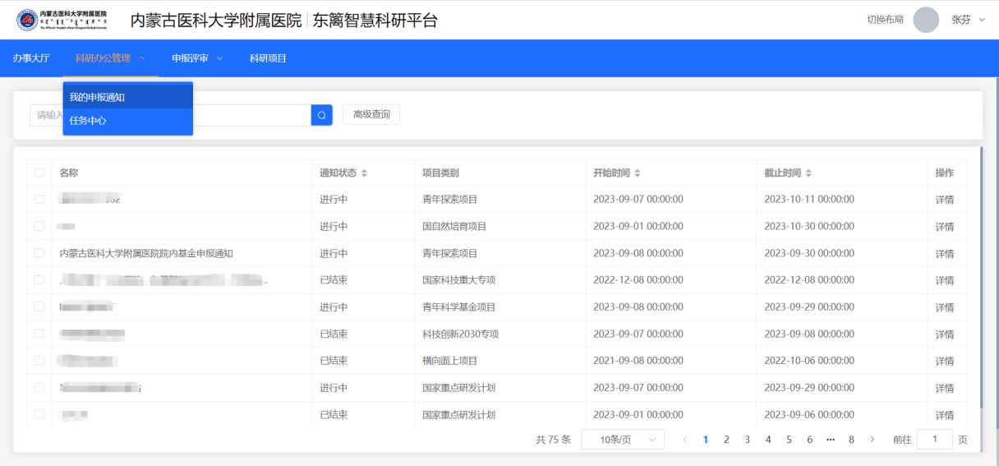 内蒙古医科大学附属医院
内蒙古医科大学附属医院 东篱智慧科研平台
切换布局 张芬
办事大厅 科研办公管理 申报评审 科研项目
我的申报通知
请输入 高级查询
任务中心
名称 通知状态 项目类别 开始时间 截止时间 操作
进行中 青年探索项目 2023-09-07 00:00:00 2023-10-11 00:00:00 详情
进行中 国自然培育项目 2023-09-01 00:00:00 2023-10-30 00:00:00 详情
内蒙古医科大学附属医院院内基金申报通知 进行中 青年探索项目 2023-09-08 00:00:00 2023-09-30 00:00:00 详情
已结束 国家科技重大专项 2022-12-08 00:00:00 2022-12-08 00:00:00 详情
进行中 青年科学基金项目 2023-09-08 00:00:00 2023-09-29 00:00:00 详情
已结束 科技创新2030专项 2023-09-07 00:00:00 2023-09-08 00:00:00 详情
已结束 横向面上项目 2021-09-08 00:00:00 2022-10-06 00:00:00 详情
进行中 国家重点研发计划 2023-09-07 00:00:00 2023-09-29 00:00:00 详情
已结束 国家重点研发计划 2023-09-01 00:00:00 2023-09-06 00:00:00 详情
共 75 条 10条/页 1 2 3 4 5 6 ••• 8 前往 1 页